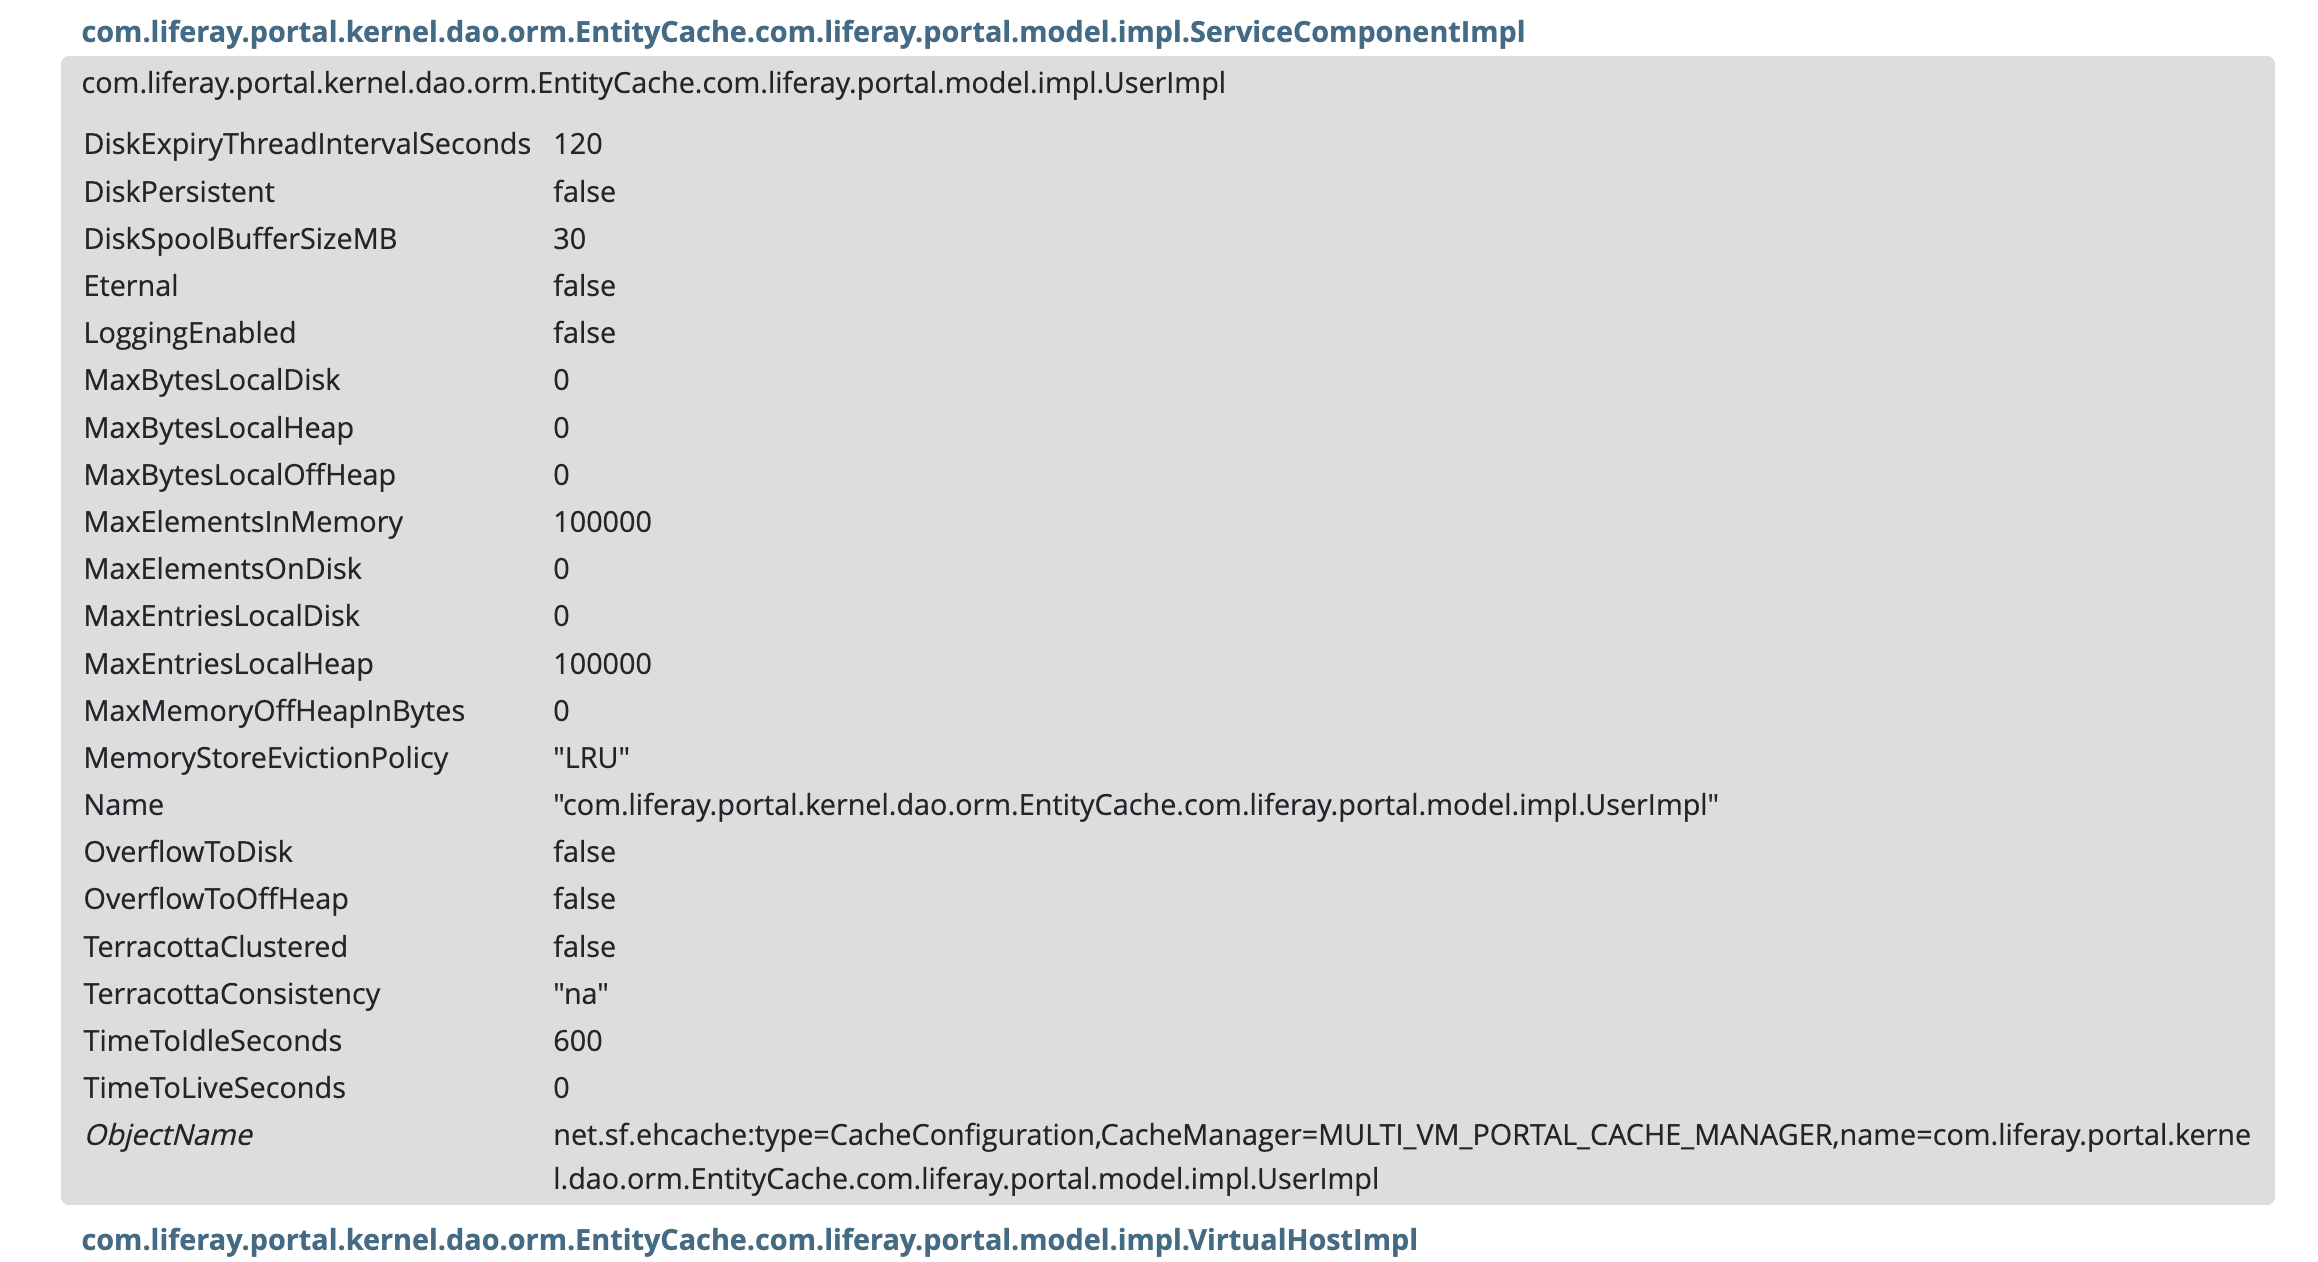 com.liferay.portal.kernel.dao.orm.EntityCache.com.liferay.portal.model.impl.ServiceComponentImpl
com.liferay.portal.kernel.dao.orm.EntityCache.com.liferay.portal.model.impl.UserImpl
DiskExpiryThreadIntervalSeconds 120
DiskPersistent false
DiskSpoolBufferSizeMB 30
Eternal false
LoggingEnabled false
MaxBytesLocalDisk 0
MaxBytesLocalHeap 0
MaxBytesLocalOffHeap 0
MaxElementsInMemory 100000
MaxElementsOnDisk 0
MaxEntriesLocalDisk 0
MaxEntriesLocalHeap 100000
MaxMemoryOffHeapInBytes 0
MemoryStoreEvictionPolicy "LRU"
Name "com.liferay.portal.kernel.dao.orm.EntityCache.com.liferay.portal.model.impl.UserImpl"
OverflowToDisk false
OverflowToOffHeap false
TerracottaClustered false
TerracottaConsistency "na"
TimeToIdleSeconds 600
TimeToLiveSeconds 0
ObjectName net.sf.ehcache:type=CacheConfiguration,CacheManager=MULTI_VM_PORTAL_CACHE_MANAGER,name=com.liferay.portal.kerne
l.dao.orm.EntityCache.com.liferay.portal.model.impl.UserImpl
com.liferay.portal.kernel.dao.orm.EntityCache.com.liferay.portal.model.impl.VirtualHostImpl